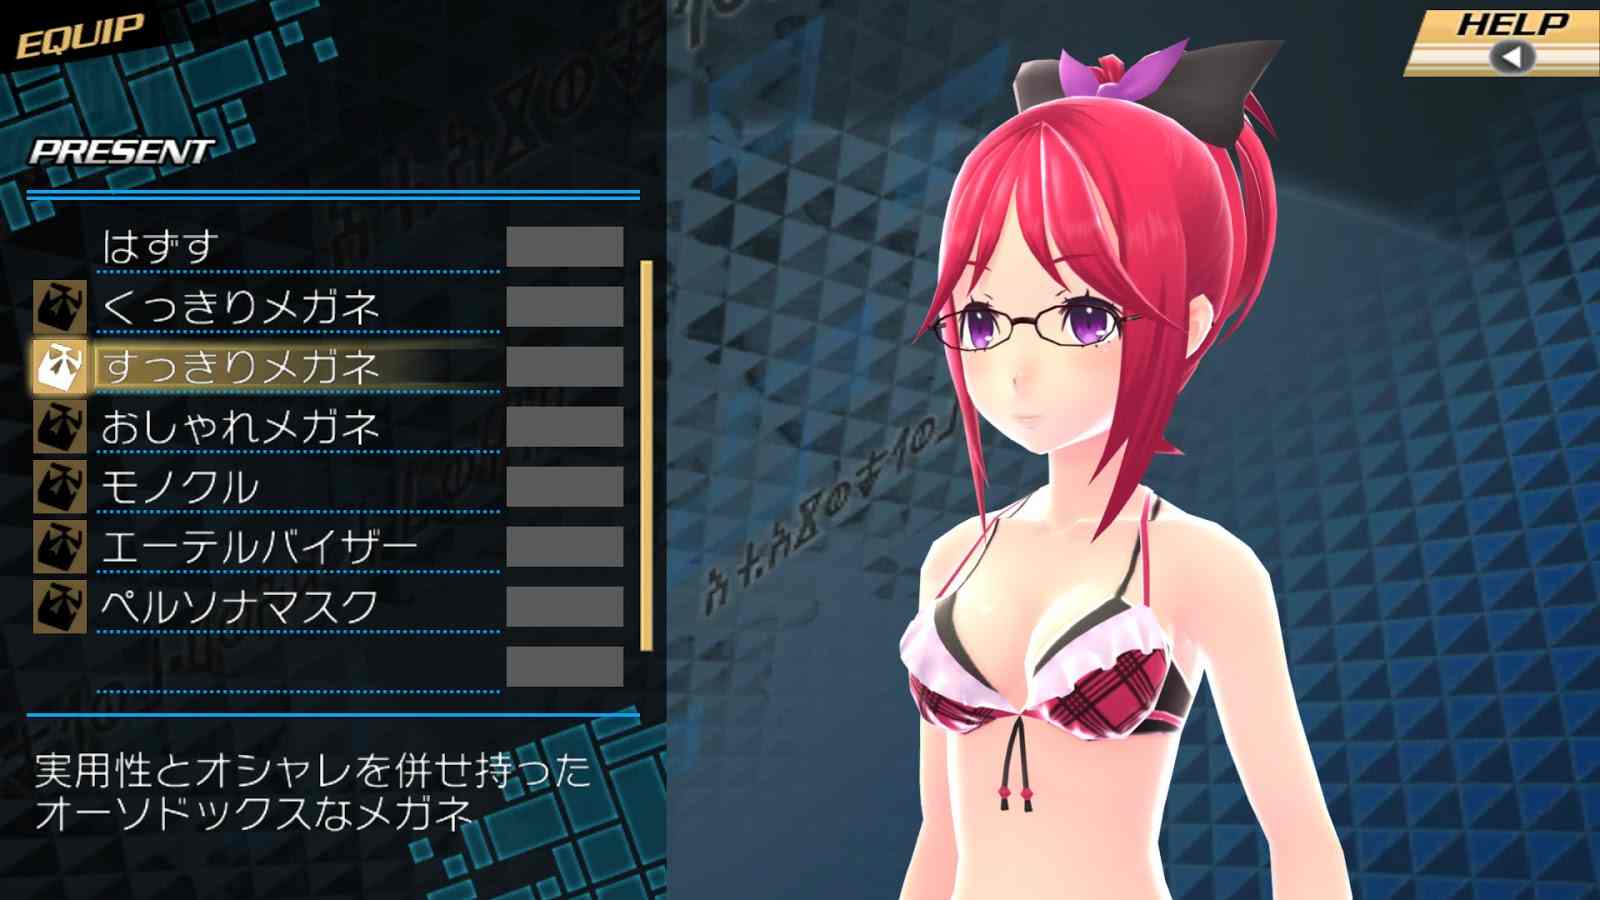 EQUIP
HELP
PRESENT
はずす
くっきりメガネ
すっきりメガネ
おしゃれメガネ
モノクル
エーテルバイザー
ペルソナマスク
実用性とオシャレを併せ持った
オーソドックスなメガネ